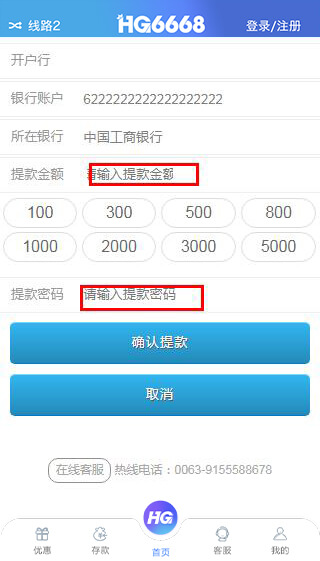 线路2 HG6668 登录/注册
开户行
银行账户 6222222222222222222
所在银行 中国工商银行
提款金额 请输入提款金额
100 300 500 800
1000 2000 3000 5000
提款密码 请输入提款密码
确认提款
取消
在线客服 热线电话：0063-9155588678
HG
优惠 存款 首页 客服 我的